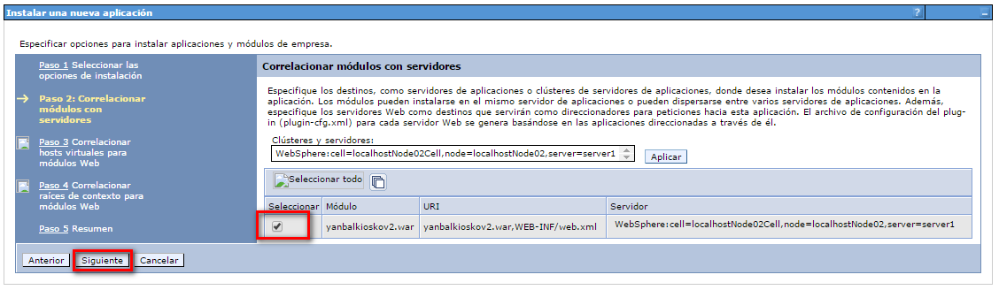 Instalar una nueva aplicación
?
Especificar opciones para instalar aplicaciones y módulos de empresa.
Paso 1 Seleccionar las
opciones de instalación
Paso 2: Correlacionar
módulos con
servidores
Paso 3 Correlacionar
hosts virtuales para
módulos Web
Paso 4 Correlacionar
raíces de contexto para
módulos Web
Paso 5 Resumen
Correlacionar módulos con servidores
Especifique los destinos, como servidores de aplicaciones o clústeres de servidores de aplicaciones, donde desea instalar los módulos contenidos en la
aplicación. Los módulos pueden instalarse en el mismo servidor de aplicaciones o pueden dispersarse entre varios servidores de aplicaciones. Además,
especifique los servidores Web como destinos que servirán como direccionadores para peticiones hacia esta aplicación. El archivo de configuración del plug-
in (plugin-cfg.xml) para cada servidor Web se genera basándose en las aplicaciones direccionadas a través de él.
Clústeres y servidores:
WebSphere:cell=localhostNode02Cell,node=localhostNode02,server=server1
Aplicar
Seleccionar todo
Seleccionar Módulo URI Servidor
yanbalkioskov2.war yanbalkioskov2.war,WEB-INF/web.xml WebSphere:cell=localhostNode02Cell,node=localhostNode02,server=server1
Anterior Siguiente Cancelar